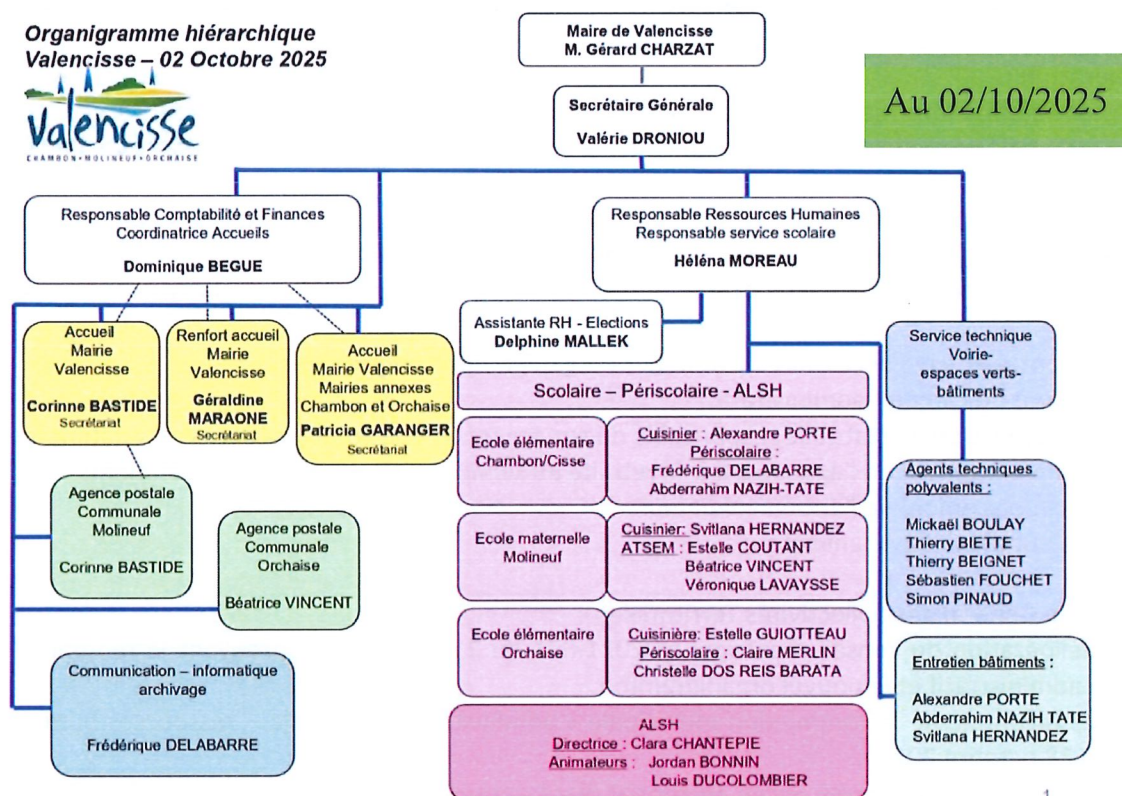 Organigramme hiérarchique
Valencisse – 02 Octobre 2025
Valencisse
CHAMBON•MOLINEUF•ORCHAISE
Maire de Valencisse
M. Gérard CHARZAT
Au 02/10/2025
Secrétaire Générale
Valérie DRONIOU
Responsable Comptabilité et Finances
Coordinatrice Accueils
Dominique BEGUE
Responsable Ressources Humaines
Responsable service scolaire
Héléna MOREAU
Assistante RH - Elections
Delphine MALLEK
Accueil
Mairie
Valencisse
Corinne BASTIDE
Secrétariat
Renfort accueil
Mairie
Valencisse
Géraldine
MARAONE
Secrétariat
Accueil
Mairie Valencisse
Mairies annexes
Chambon et Orchaise
Patricia GARANGER
Secrétariat
Service technique
Voirie-
espaces verts-
bâtiments
Scolaire – Périscolaire - ALSH
Ecole élémentaire
Chambon/Cisse
Cuisinier : Alexandre PORTE
Périscolaire :
Frédérique DELABARRE
Abderrahim NAZIH-TATE
Agents techniques
polyvalents :
Mickaël BOULAY
Thierry BIETTE
Thierry BEIGNET
Sébastien FOUCHET
Simon PINAUD
Agence postale
Communale
Molineuf
Corinne BASTIDE
Agence postale
Communale
Orchaise
Béatrice VINCENT
Ecole maternelle
Molineuf
Cuisinier: Svitlana HERNANDEZ
ATSEM : Estelle COUTANT
Béatrice VINCENT
Véronique LAVAYSSE
Ecole élémentaire
Orchaise
Cuisinière: Estelle GUIOTTEAU
Périscolaire : Claire MERLIN
Christelle DOS REIS BARATA
Communication – informatique
archivage
Frédérique DELABARRE
Entretien bâtiments :
Alexandre PORTE
Abderrahim NAZIH TATE
Svitlana HERNANDEZ
ALSH
Directrice : Clara CHANTEPIE
Animateurs : Jordan BONNIN
Louis DUCOLOMBIER
1